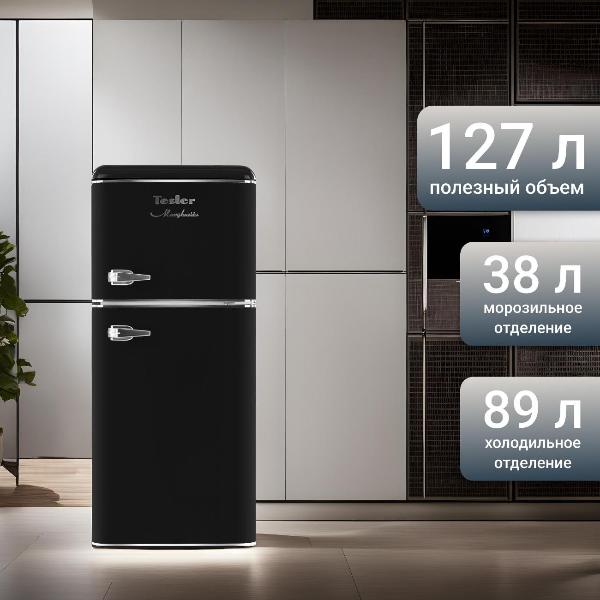 Tesler
127 л
полезный объем
38 л
морозильное
отделение
89 л
холодильное
отделение